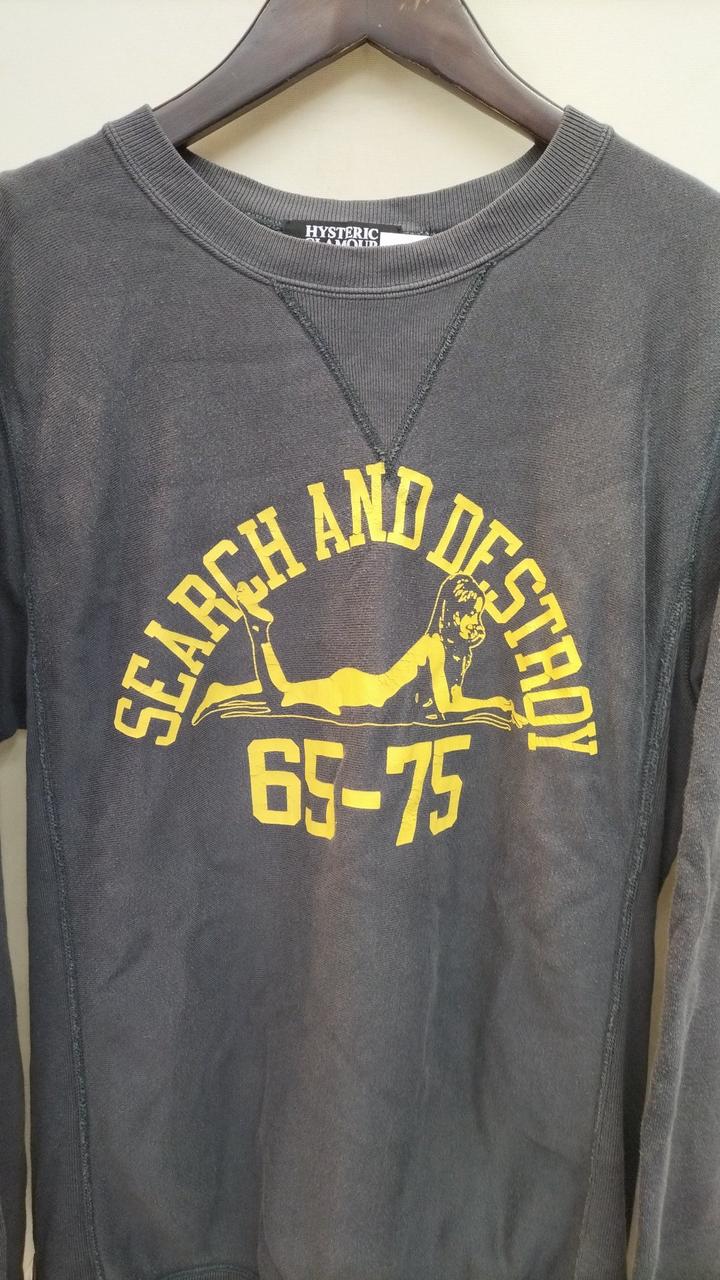 HYSTERIC
GLAMOUR
SEARCH AND DESTROY
65-75